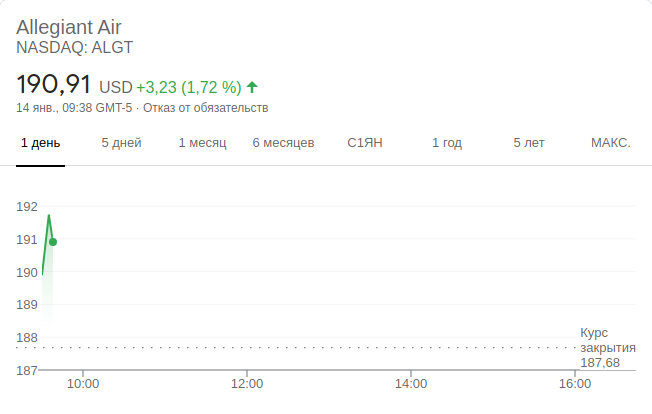 Allegiant Air
NASDAQ: ALGT
190,91 USD +3,23 (1,72 %)
14 янв., 09:38 GMT-5 · Отказ от обязательств
1 день 5 дней 1 месяц 6 месяцев С1ЯН 1 год 5 лет МАКС.
192
191
190
189
188
187
Курс
закрытия
187,68
10:00 12:00 14:00 16:00